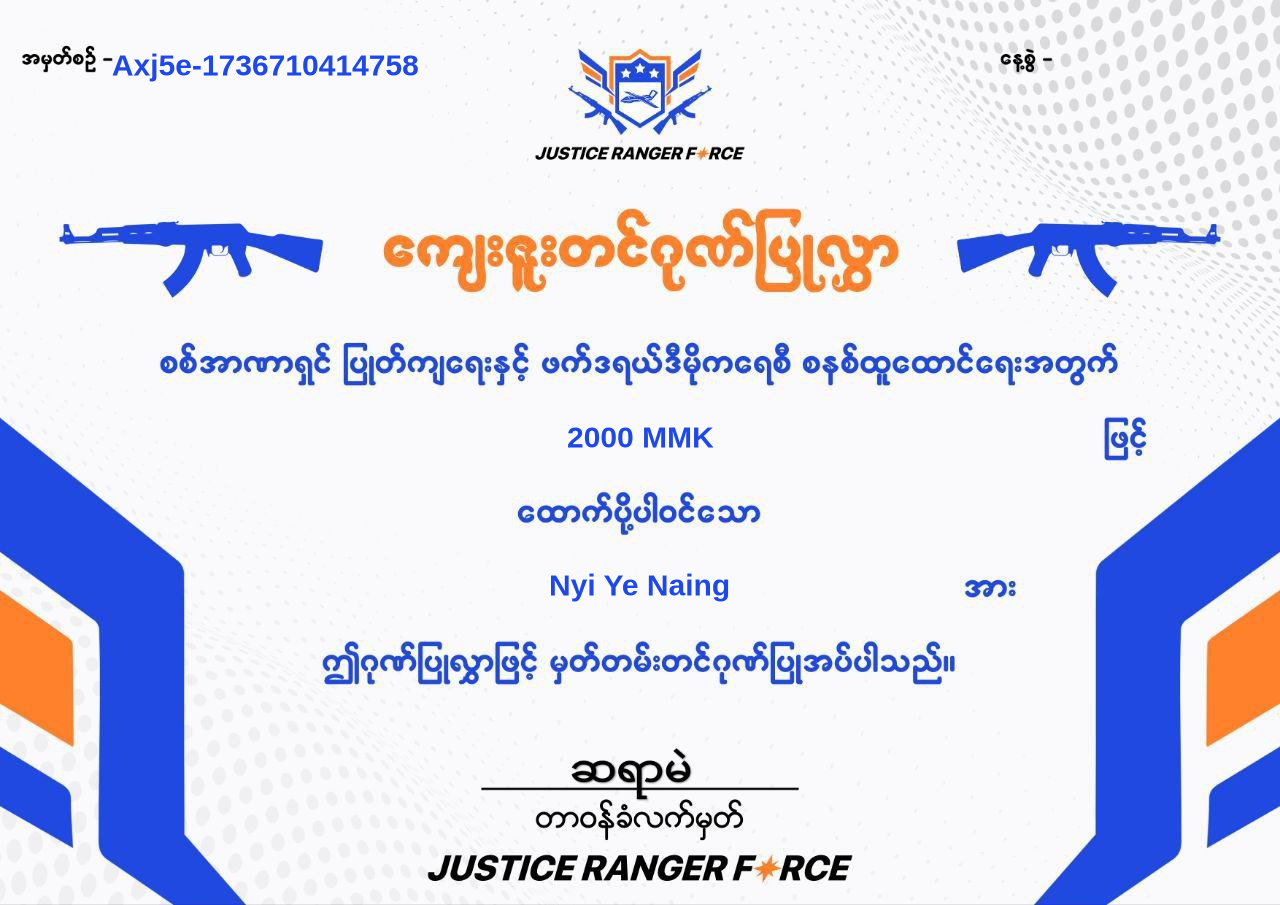 အမှတ်စဉ် -Axj5e-1736710414758
နေ့စွဲ -
JUSTICE RANGER FORCE
ကျေးဇူးတင်ဂုဏ်ပြုလွှာ
စစ်အာဏာရှင် ပြုတ်ကျရေးနှင့် ဖက်ဒရယ်ဒီမိုကရေစီ စနစ်ထူထောင်ရေးအတွက်
2000 MMK ဖြင့်
ထောက်ပို့ပါဝင်သော
Nyi Ye Naing အား
ဤဂုဏ်ပြုလွှာဖြင့် မှတ်တမ်းတင်ဂုဏ်ပြုအပ်ပါသည်။
ဆရာမဲ
တာဝန်ခံလက်မှတ်
JUSTICE RANGER FORCE